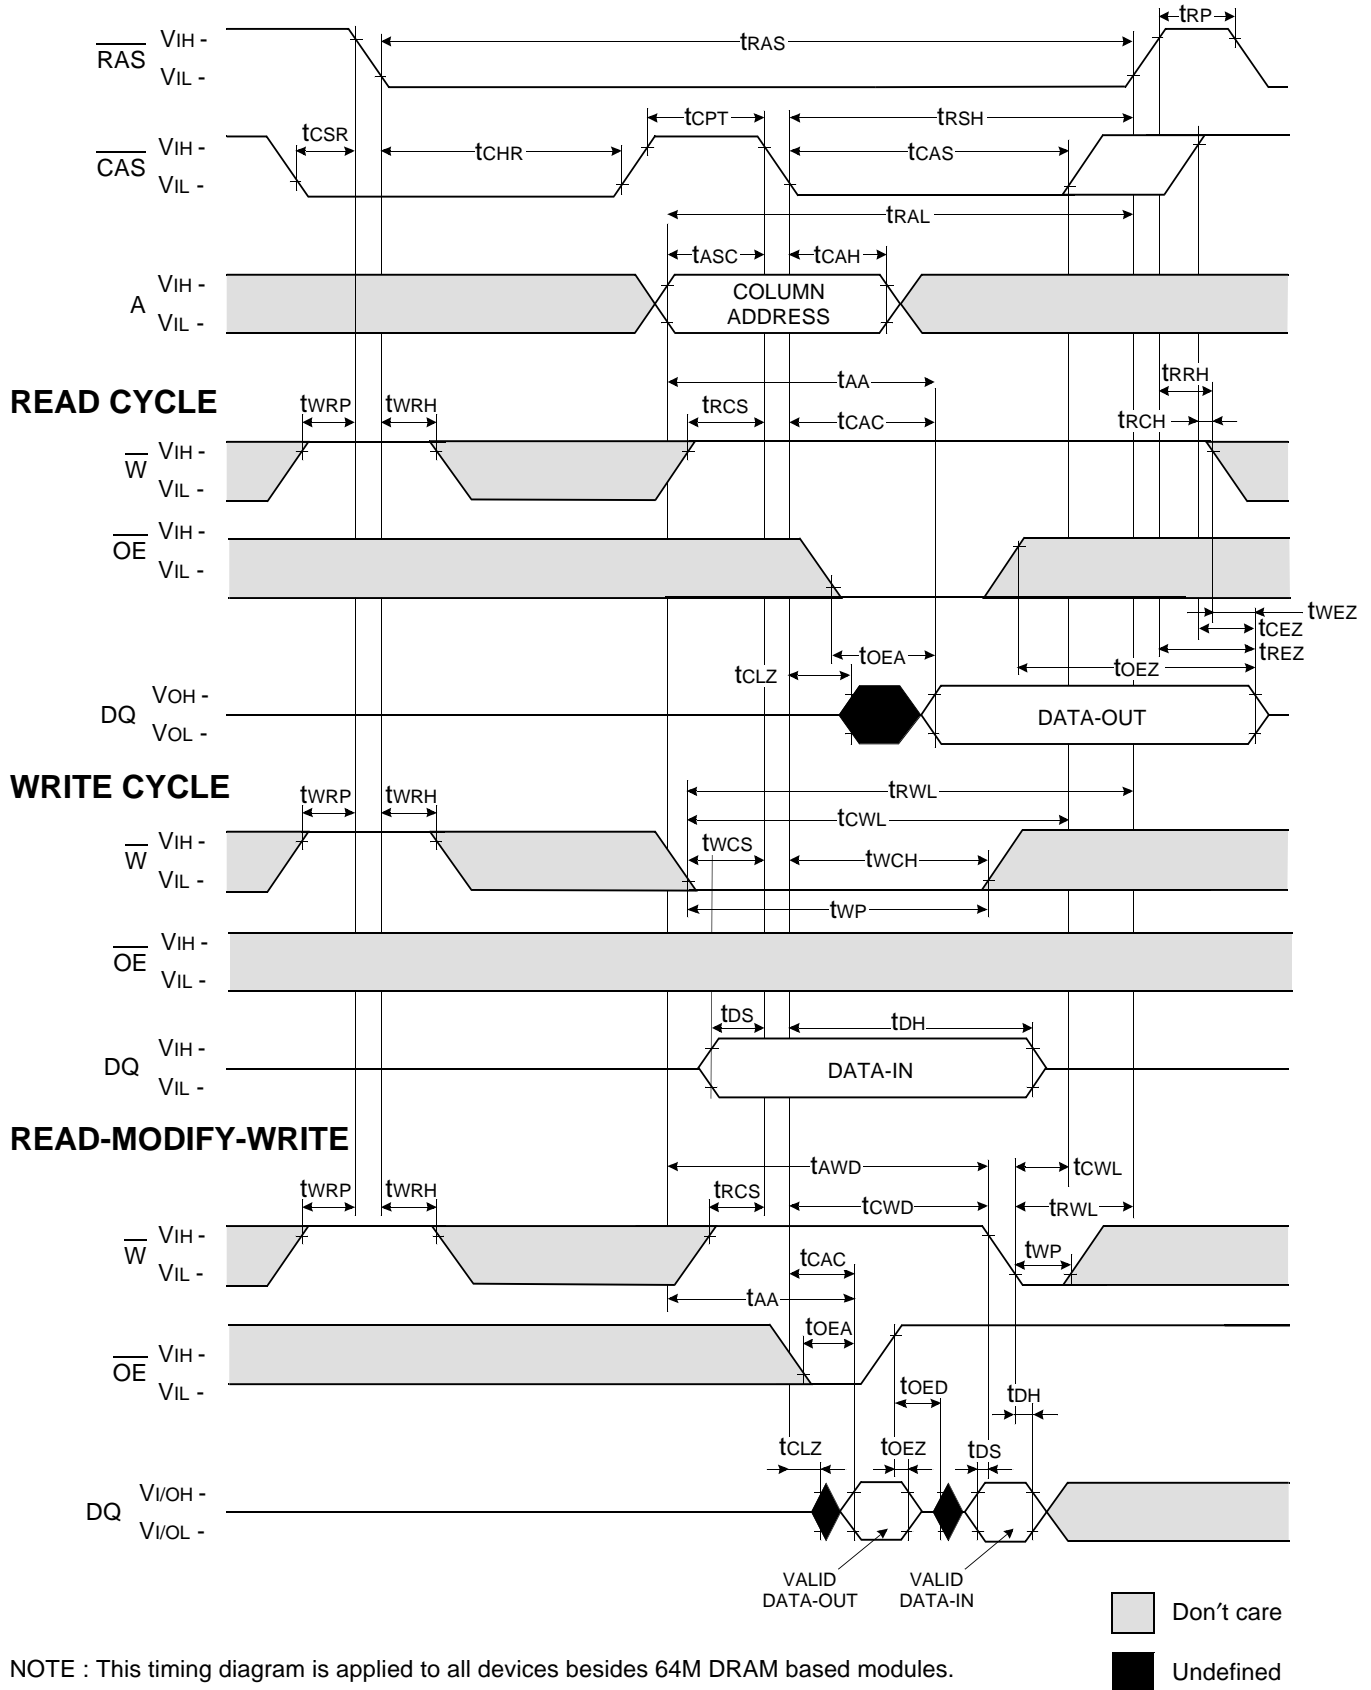 tRP
RAS
VIH -
VIL -
tRAS
tCSR
tCPT
tRSH
CAS
VIH -
VIL -
tCHR
tCAS
tRAL
tASC
tCAH
A
VIH -
VIL -
COLUMN
ADDRESS
READ CYCLE
tAA
tRRH
tWRP
tWRH
tRCS
tCAC
tRCH
W
VIH -
VIL -
OE
VIH -
VIL -
tWEZ
tCEZ
tREZ
tOEA
tOEZ
tCLZ
DQ
VOH -
VOL -
DATA-OUT
WRITE CYCLE
tWRP
tWRH
tRWL
tCWL
tWCS
tWCH
W
VIH -
VIL -
tWP
OE
VIH -
VIL -
tDS
tDH
DQ
VIH -
VIL -
DATA-IN
READ-MODIFY-WRITE
tAWD
tCWL
tWRP
tWRH
tRCS
tCWD
tRWL
W
VIH -
VIL -
tWP
tCAC
tAA
tOEA
OE
VIH -
VIL -
tOED
tDH
tCLZ
tOEZ
tDS
DQ
VI/OH -
VI/OL -
VALID
DATA-OUT
VALID
DATA-IN
Don′t care
NOTE : This timing diagram is applied to all devices besides 64M DRAM based modules.
Undefined